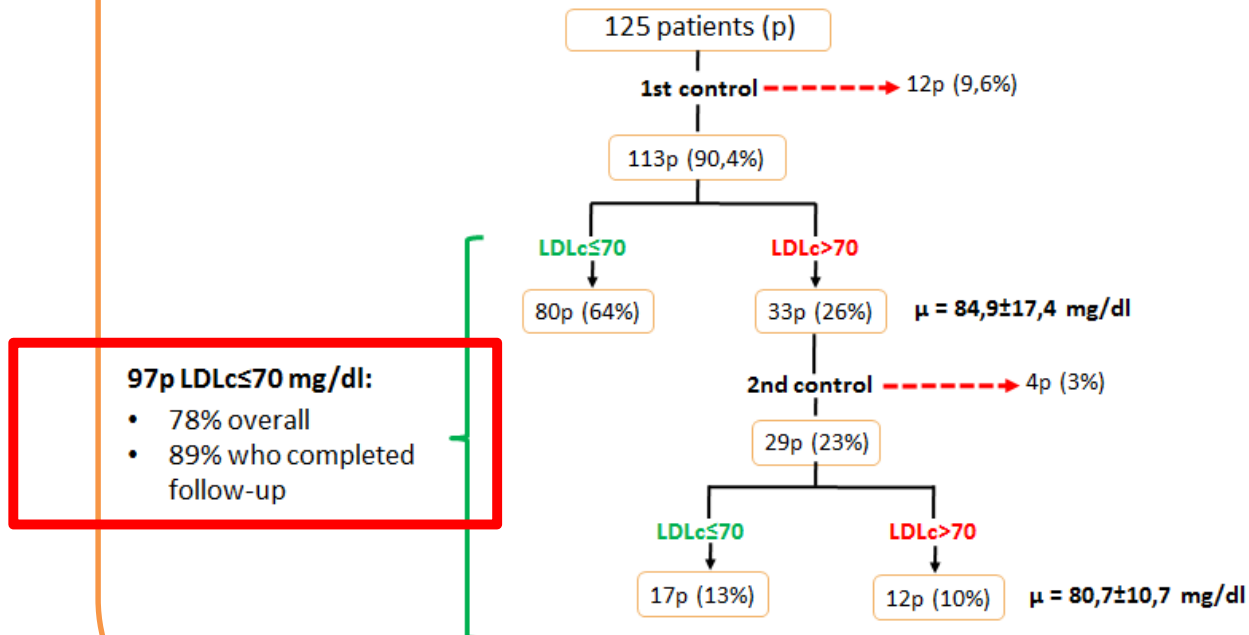 125 patients (p)
1st control
12p (9,6%)
113p (90,4%)
LDLc≤70
LDLc>70
80p (64%)
33p (26%)
µ = 84,9±17,4 mg/dl
97p LDLc≤70 mg/dl:
• 78% overall
• 89% who completed
follow-up
2nd control
4p (3%)
29p (23%)
LDLc≤70
LDLc>70
17p (13%)
12p (10%)
µ = 80,7±10,7 mg/dl